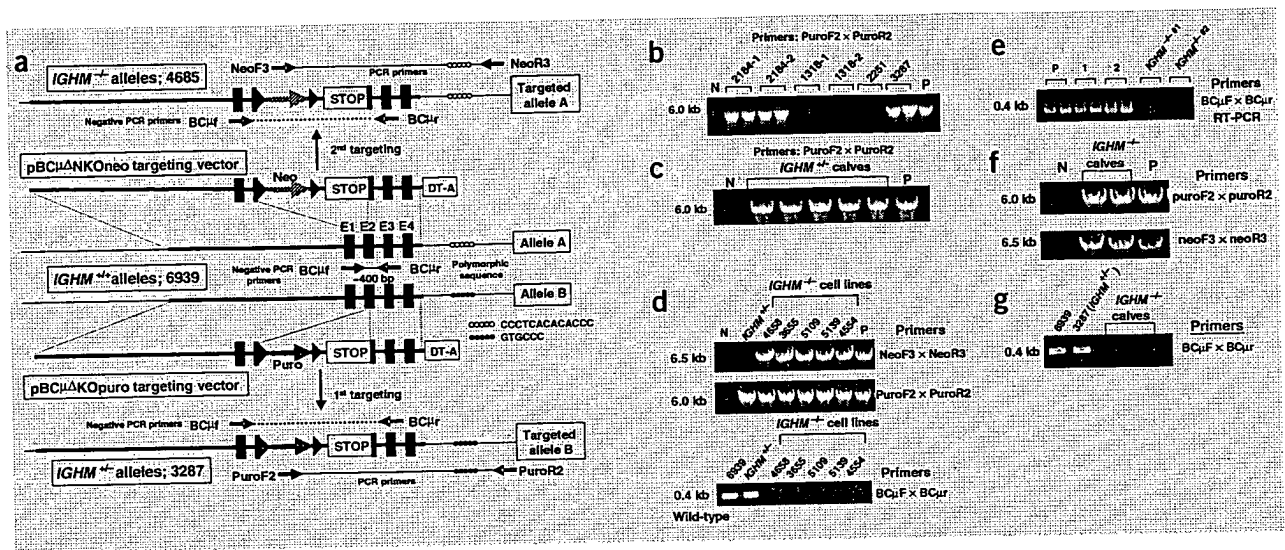 a
IGHM -/- alleles; 4685
NeoF3
PCR primers
NeoR3
STOP
Targeted
allele A
Negative PCR primers
BCμf
BCμr
2nd targeting
pBCμΔNKOneo targeting vector
Neo
STOP
DT-A
E1 E2 E3 E4
Allele A
IGHM +/+ alleles; 6939
Negative PCR
primers
BCμf
BCμr
Polymorphic
sequence
~400 bp
Allele B
CCCTCACACACCC
GTGCCC
STOP
DT-A
Puro
pBCμΔKOpuro targeting vector
1st targeting
Negative PCR primers
BCμf
BCμr
STOP
Targeted
allele B
IGHM -/+ alleles; 3287
PuroF2
PCR primers
PuroR2
b
Primers: PuroF2 × PuroR2
N 2184-1 2184-2 1318-1 1318-2 2251 3287 P
6.0 kb
c
Primers: PuroF2 × PuroR2
N IGHM -/+ calves P
6.0 kb
d
IGHM -/- cell lines
N IGHM +/- 4658 3655 5109 5139 4554 P
Primers
6.5 kb
NeoF3 × NeoR3
6.0 kb
PuroF2 × PuroR2
IGHM -/- cell lines
6939 IGHM +/- 4658 3655 5109 5139 4554
Primers
0.4 kb
BCμF × BCμr
Wild-type
e
P 1 2 IGHM -/- #1 IGHM -/- #2
Primers
0.4 kb
BCμF × BCμr
RT-PCR
f
IGHM -/-
N calves P
Primers
6.0 kb
puroF2 × puroR2
6.5 kb
neoF3 × neoR3
g
6939 3287 (IGHM +/-)
IGHM -/-
calves
Primers
0.4 kb
BCμF × BCμr